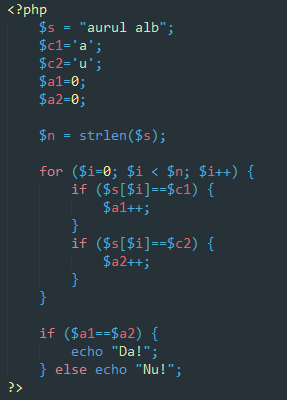 <?php
$s = "aurul alb";
$c1='a';
$c2='u';
$a1=0;
$a2=0;
$n = strlen($s);
for ($i=0; $i < $n; $i++) {
if ($s[$i]==$c1) {
$a1++;
}
if ($s[$i]==$c2) {
$a2++;
}
}
if ($a1==$a2) {
echo "Da!";
} else echo "Nu!";
?>